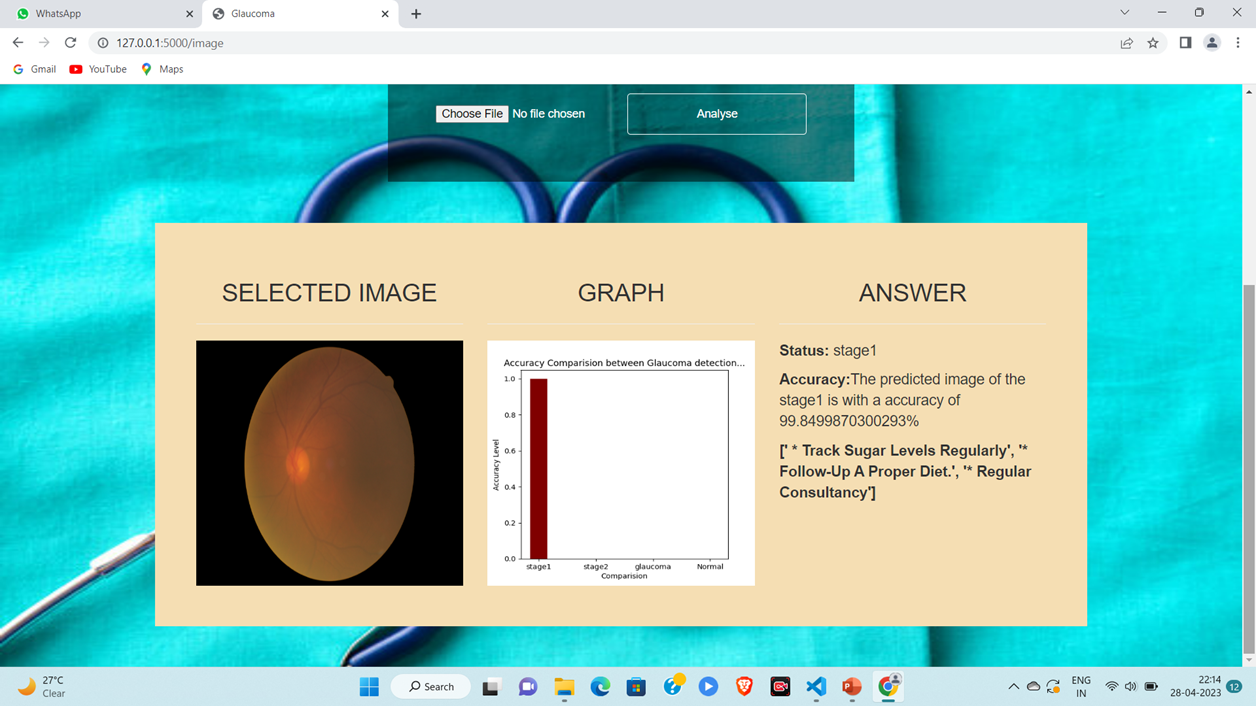 WhatsApp
Glaucoma
127.0.0.1:5000/image
Gmail
YouTube
Maps
Choose File No file chosen
Analyse
SELECTED IMAGE
GRAPH
ANSWER
Accuracy Comparision between Glaucoma detection...
1.0
0.8
0.6
0.4
0.2
0.0
Accuracy Level
stage1
stage2
glaucoma
Normal
Comparision
Status: stage1
Accuracy:The predicted image of the
stage1 is with a accuracy of
99.8499870300293%
[' * Track Sugar Levels Regularly', '*
Follow-Up A Proper Diet.', '* Regular
Consultancy']
27°C
Clear
Search
ENG
IN
22:14
28-04-2023
12